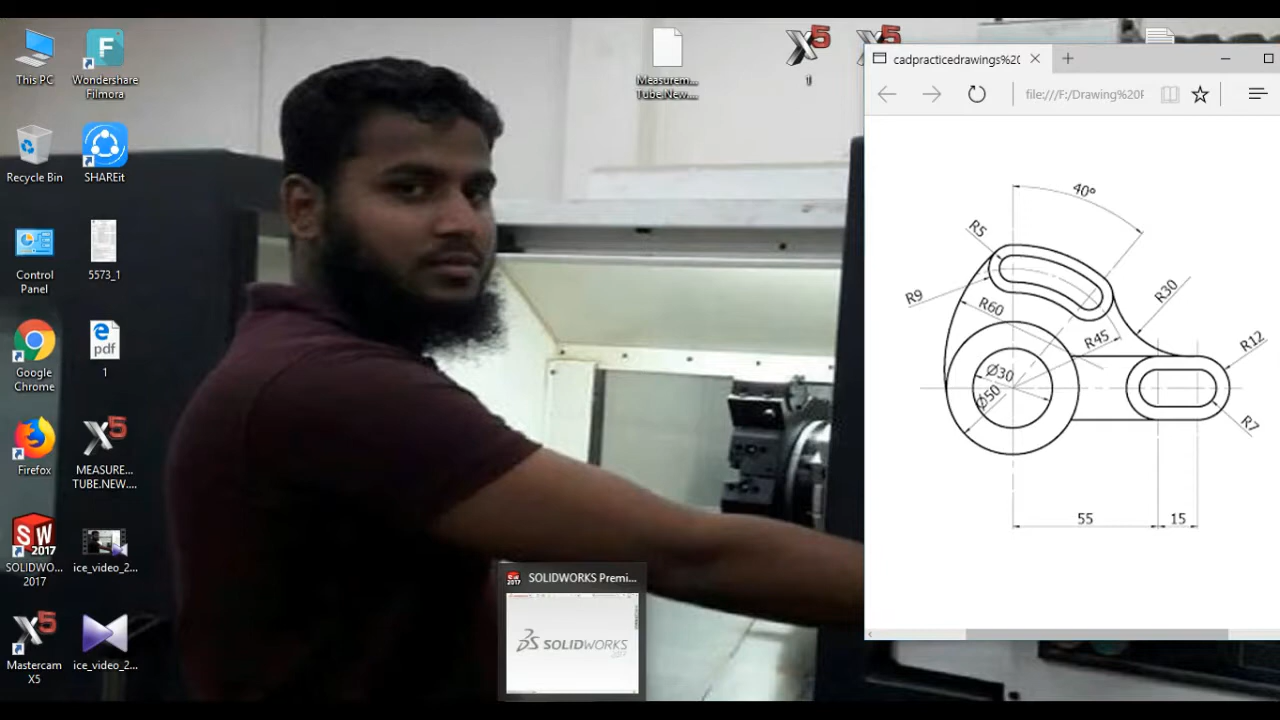 This PC
Wondershare
Filmora
Recycle Bin
SHAREit
Control
Panel
5573_1
Google
Chrome
1
Firefox
MEASURE...
TUBE.NEW....
SOLIDWO...
2017
ice_video_2...
Mastercam
X5
ice_video_2...
Measurem...
Tube.New....
1
cadpracticedrawings%20
file:///F:/Drawing%20F
40°
R5
R9
R60
R30
R45
R12
Ø30
Ø50
R7
55
15
SOLIDWORKS Premi...
SOLIDWORKS